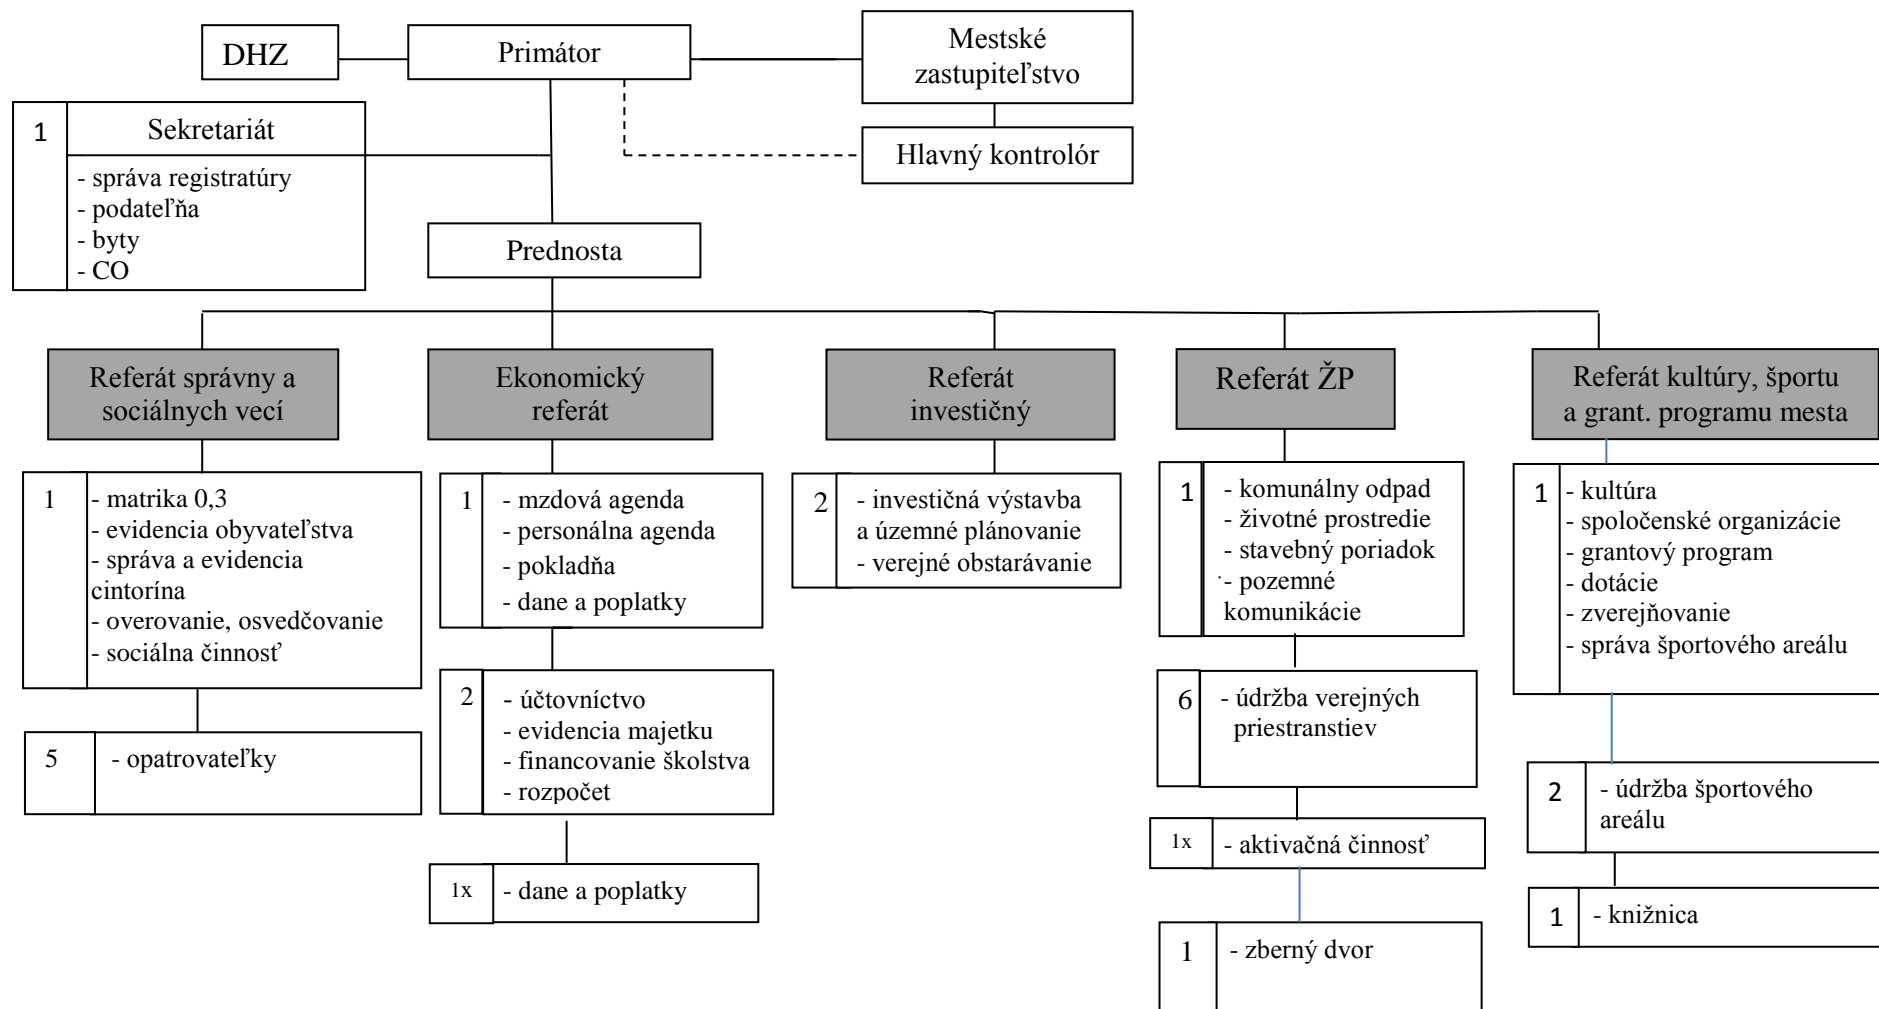 DHZ
Primátor
Mestské
zastupiteľstvo
Hlavný kontrolór
1
Sekretariát
- správa registratúry
- podateľňa
- byty
- CO
Prednosta
Referát správny a
sociálnych vecí
Ekonomický
referát
Referát
investičný
Referát ŽP
Referát kultúry, športu
a grant. programu mesta
1
- matrika 0,3
- evidencia obyvateľstva
- správa a evidencia
cintorína
- overovanie, osvedčovanie
- sociálna činnosť
5
- opatrovateľky
1
- mzdová agenda
- personálna agenda
- pokladňa
- dane a poplatky
2
- účtovníctvo
- evidencia majetku
- financovanie školstva
- rozpočet
1x
- dane a poplatky
2
- investičná výstavba
a územné plánovanie
- verejné obstarávanie
1
- komunálny odpad
- životné prostredie
- stavebný poriadok
- pozemné
komunikácie
6
- údržba verejných
priestranstiev
1x
- aktivačná činnosť
1
- zberný dvor
1
- kultúra
- spoločenské organizácie
- grantový program
- dotácie
- zverejňovanie
- správa športového areálu
2
- údržba športového
areálu
1
- knižnica